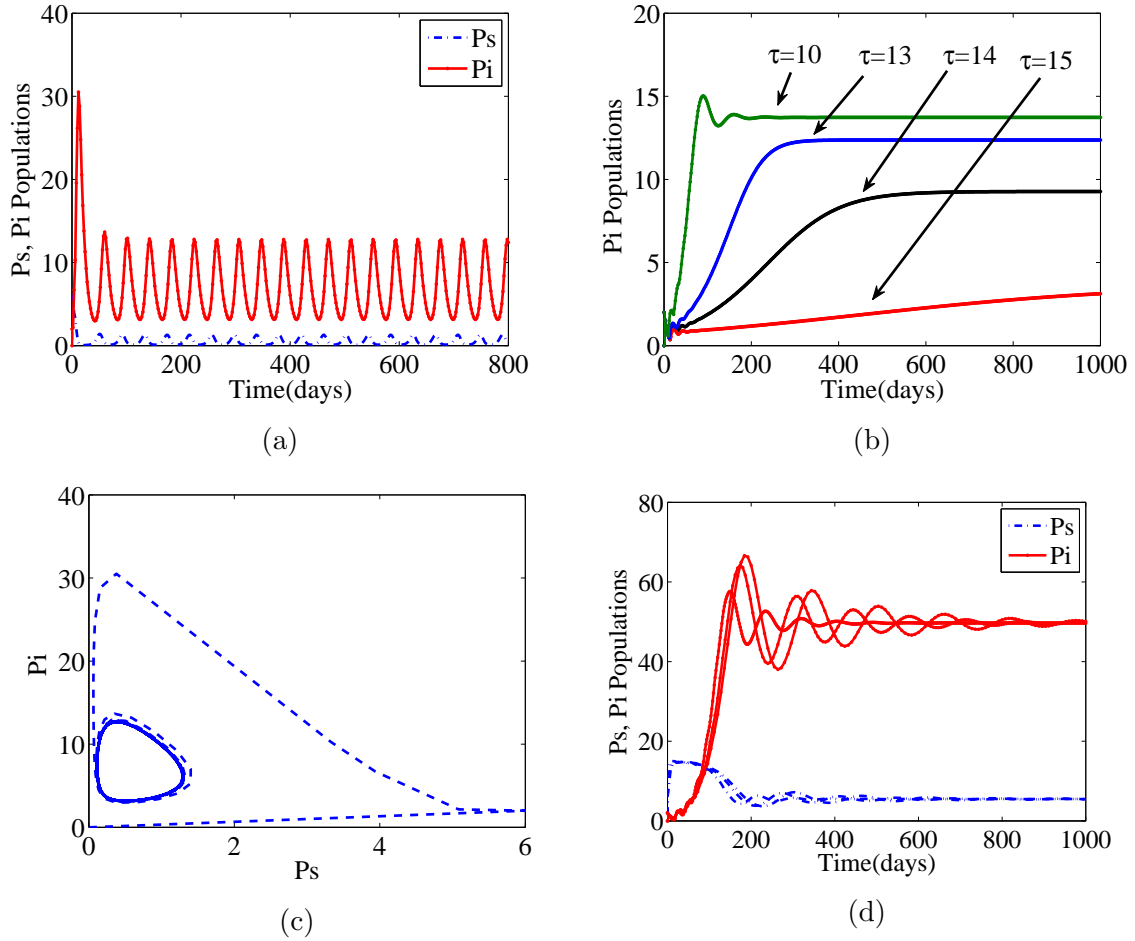 40
30
20
10
0
0
200
400
600
800
Ps, Pi Populations
Time(days)
Ps
Pi
(a)
20
15
10
5
0
0
200
400
600
800
1000
Pi Populations
Time(days)
τ=10
τ=13
τ=14
τ=15
(b)
40
30
20
10
0
0
2
4
6
Pi
Ps
(c)
80
60
40
20
0
0
200
400
600
800
1000
Ps, Pi Populations
Time(days)
Ps
Pi
(d)